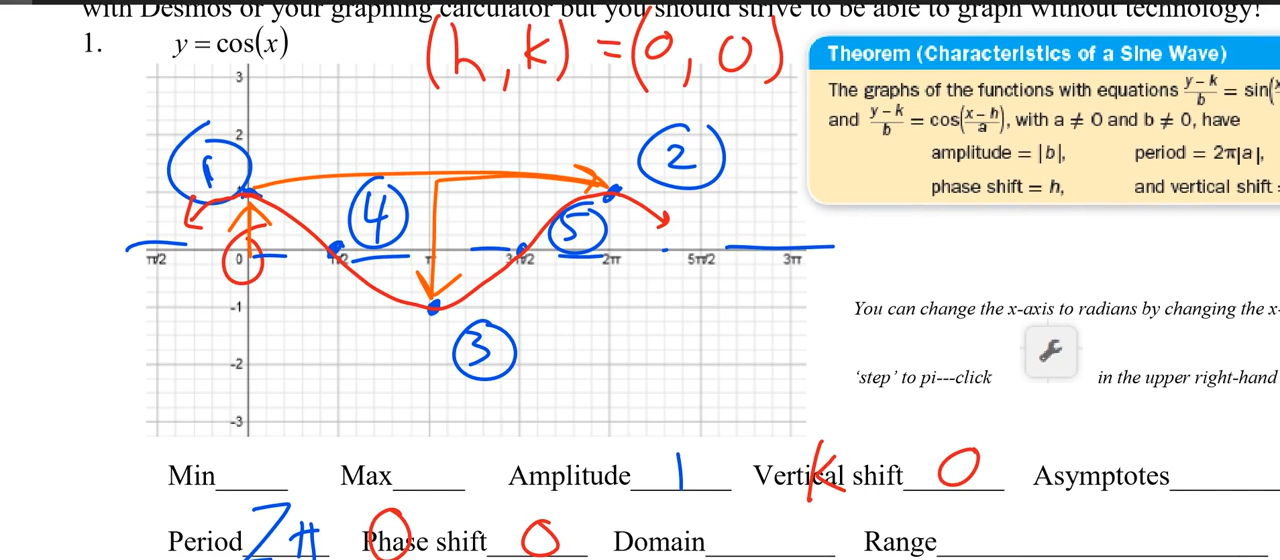 with Desmos or your graphing calculator but you should strive to be able to graph without technology!
1. y = cos(x)
(h, k) = (0, 0)
Theorem (Characteristics of a Sine Wave)
The graphs of the functions with equations (y − k)/b = sin(
and (y − k)/b = cos((x − h)/a), with a ≠ 0 and b ≠ 0, have
amplitude = |b|, period = 2π|a|,
phase shift = h, and vertical shift
3
2
1 2
4 5
π/2 0 π/2 π 3π/2 2π 5π/2 3π
-1
3
-2
-3
You can change the x-axis to radians by changing the x-
'step' to pi---click in the upper right-hand
Min Max Amplitude 1 Vertical shift k 0 Asymptotes
Period 2π Phase shift 0 Domain Range